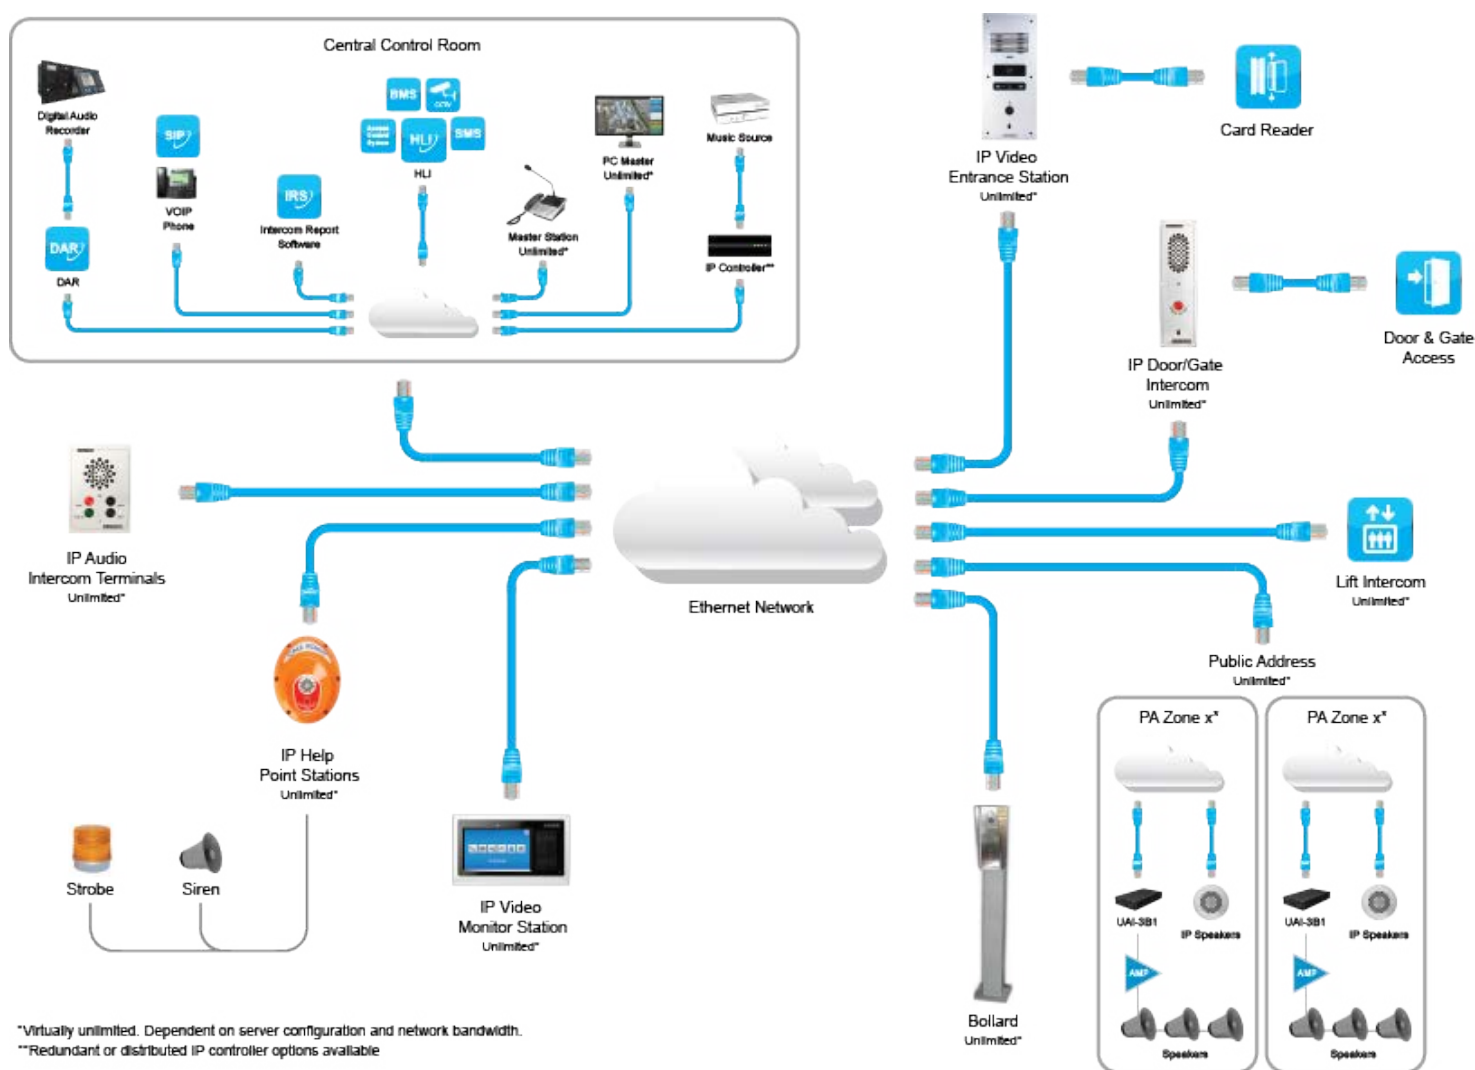 Central Control Room
Digital Audio
Recorder
DAR
DAR
SIP
VOIP
Phone
IRS
Intercom Report
Software
BMS
CCTV
Access
Control
System
HLI
SMS
HLI
Master Station
Unlimited*
PC Master
Unlimited*
Music Source
IP Controller**
IP Video
Entrance Station
Unlimited*
Card Reader
IP Door/Gate
Intercom
Unlimited*
Door & Gate
Access
IP Audio
Intercom Terminals
Unlimited*
Ethernet Network
Lift Intercom
Unlimited*
IP Help
Point Stations
Unlimited*
Strobe
Siren
IP Video
Monitor Station
Unlimited*
Bollard
Unlimited*
Public Address
Unlimited*
PA Zone x*
UAI-3B1
IP Speakers
AMP
Speakers
PA Zone x*
UAI-3B1
IP Speakers
AMP
Speakers
*Virtually unlimited. Dependent on server configuration and network bandwidth.
**Redundant or distributed IP controller options available